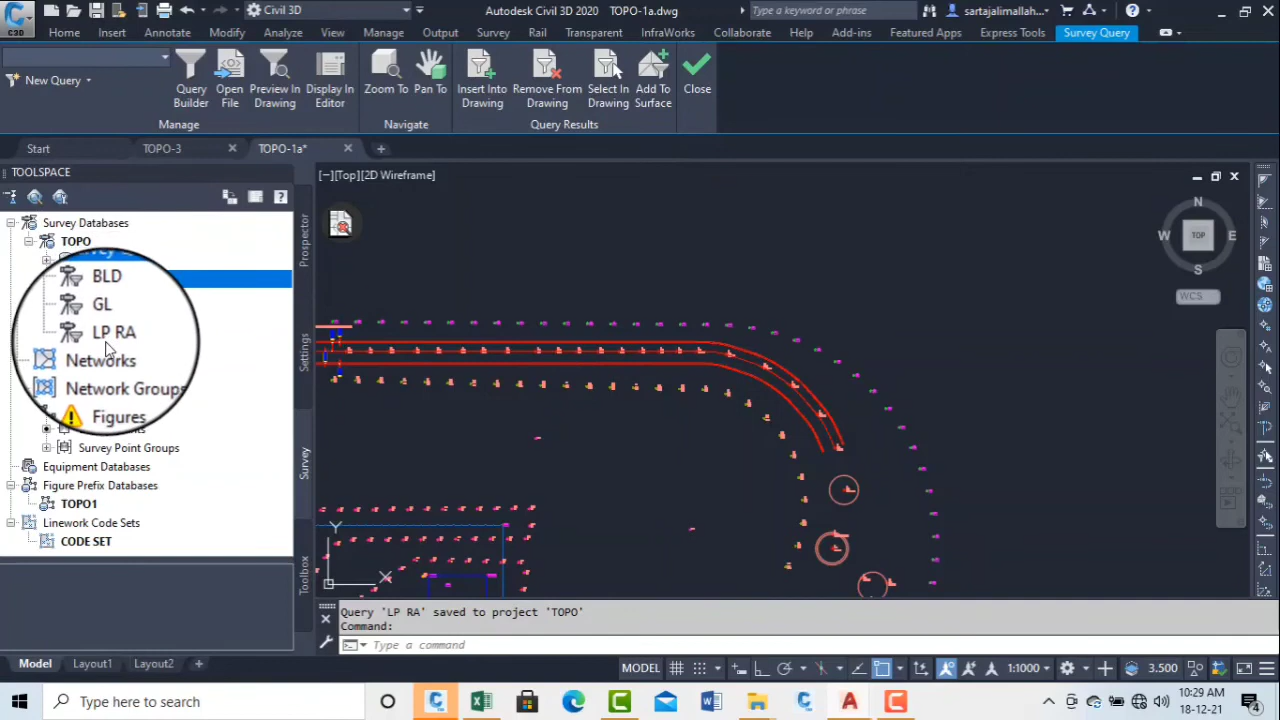 C3D
Civil 3D
Autodesk Civil 3D 2020 TOPO-1a.dwg
Type a keyword or phrase
sartajalimallah...
Home Insert Annotate Modify Analyze View Manage Output Survey Rail Transparent InfraWorks Collaborate Help Add-ins Featured Apps Express Tools Survey Query
New Query
Query Builder
Open File
Preview In Drawing
Display In Editor
Zoom To
Pan To
Insert Into Drawing
Remove From Drawing
Select In Drawing
Add To Surface
Close
Manage
Navigate
Query Results
Start
TOPO-3
TOPO-1a*
TOOLSPACE
[−][Top][2D Wireframe]
Survey Databases
TOPO
BLD
GL
LP RA
Networks
Network Groups
Figures
Survey Point Groups
Equipment Databases
Figure Prefix Databases
TOPO1
Linework Code Sets
CODE SET
Prospector
Settings
Survey
Toolbox
N
W TOP E
S
WCS
Y
X
Query 'LP RA' saved to project 'TOPO'
Command:
Type a command
Model Layout1 Layout2
MODEL
1:1000
3.500
Type here to search
10:29 AM
18-12-21
4